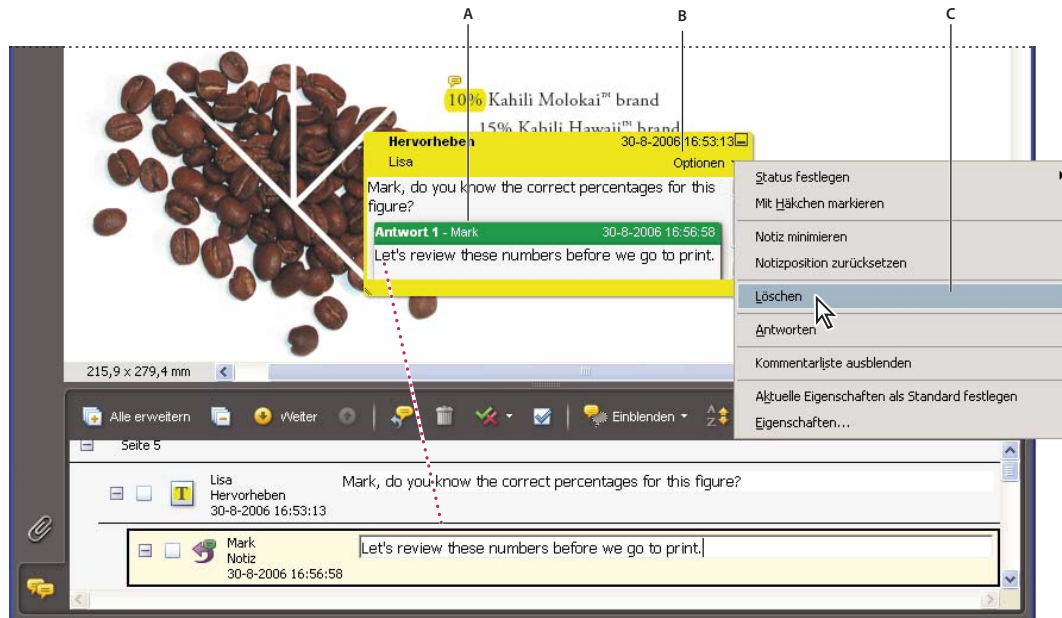 A B C
10% Kahili Molokai™ brand
15% Kahili Hawaii™ brand
Hervorheben 30-8-2006 16:53:13
Lisa Optionen
Mark, do you know the correct percentages for this
figure?
Antwort 1 - Mark 30-8-2006 16:56:58
Let's review these numbers before we go to print.
Status festlegen
Mit Häkchen markieren
Notiz minimieren
Notizposition zurücksetzen
Löschen
Antworten
Kommentarliste ausblenden
Aktuelle Eigenschaften als Standard festlegen
Eigenschaften...
215,9 x 279,4 mm
Alle erweitern Weiter Einblenden
Seite 5
Lisa Mark, do you know the correct percentages for this figure?
Hervorheben
30-8-2006 16:53:13
Mark Let's review these numbers before we go to print.
Notiz
30-8-2006 16:56:58